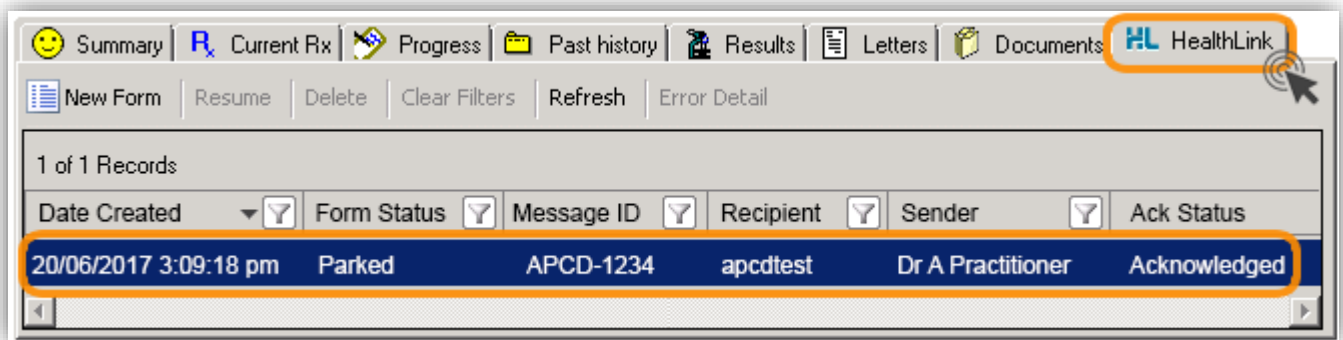 Summary Rx Current Rx Progress Past history Results Letters Documents HL HealthLink
New Form Resume Delete Clear Filters Refresh Error Detail
1 of 1 Records
Date Created Form Status Message ID Recipient Sender Ack Status
20/06/2017 3:09:18 pm Parked APCD-1234 apcdtest Dr A Practitioner Acknowledged